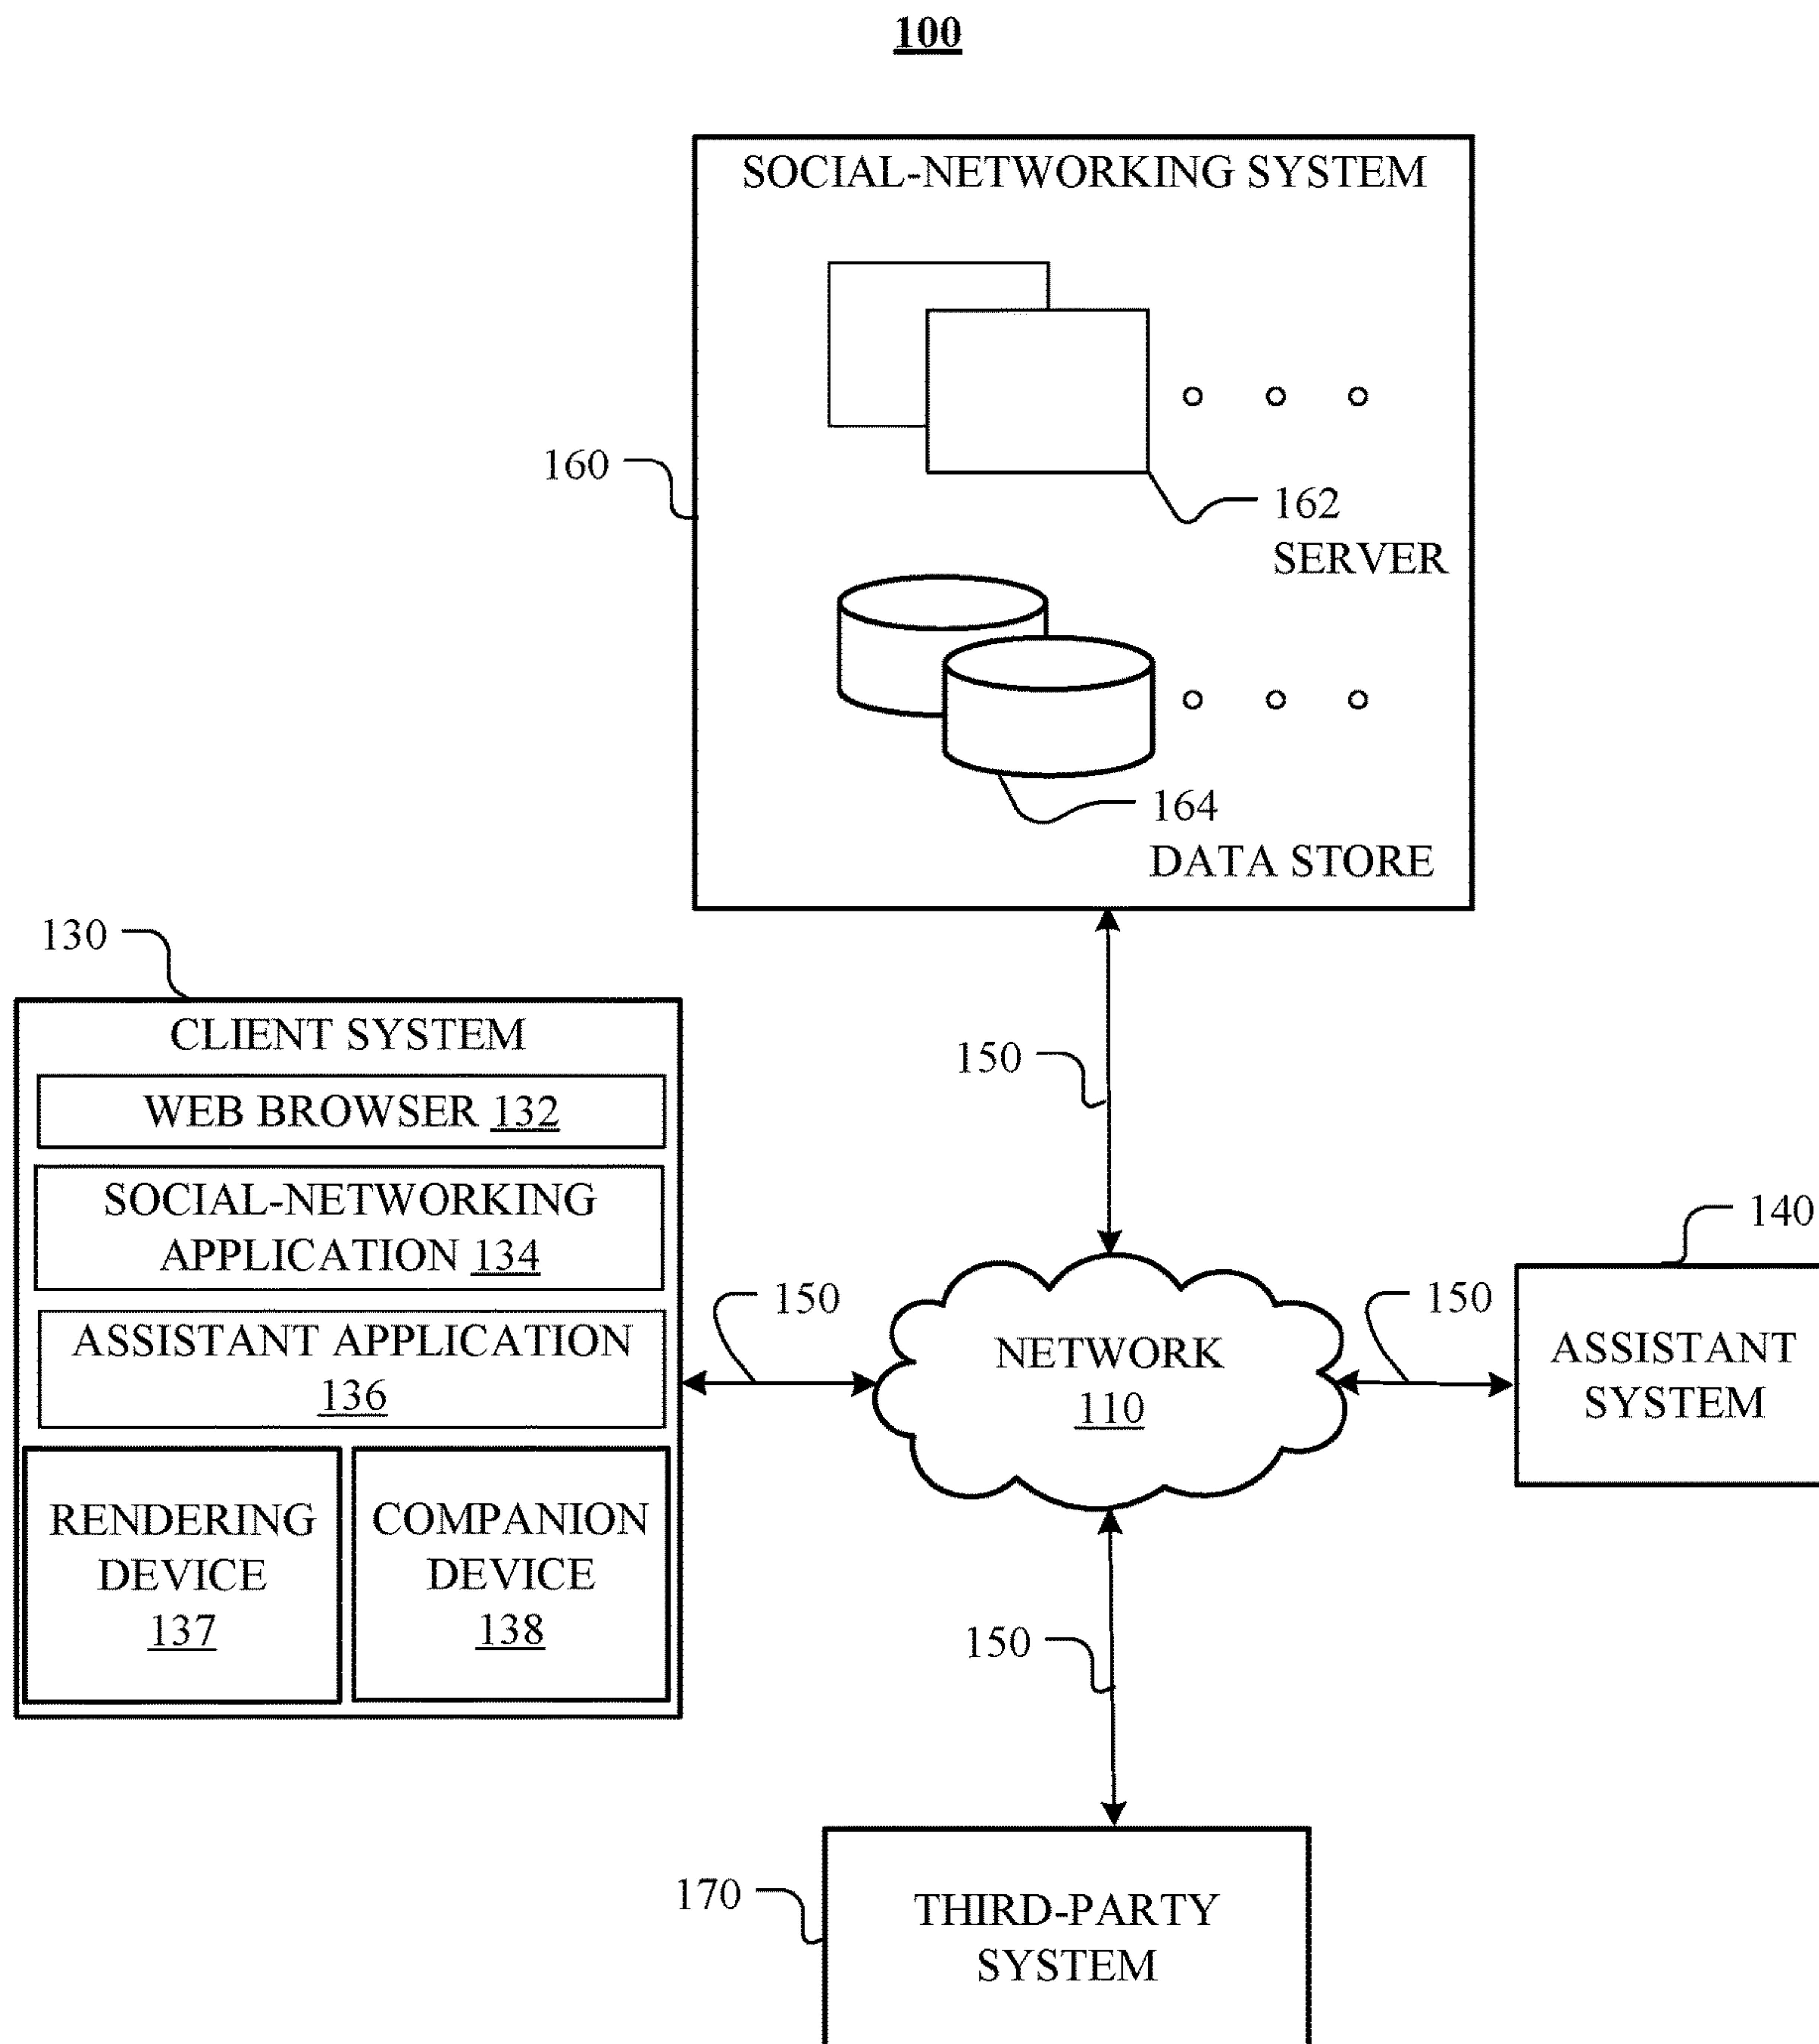 100
SOCIAL-NETWORKING SYSTEM
160
162
SERVER
164
DATA STORE
130
CLIENT SYSTEM
WEB BROWSER 132
SOCIAL-NETWORKING
APPLICATION 134
ASSISTANT APPLICATION
136
RENDERING
DEVICE
137
COMPANION
DEVICE
138
150
150
NETWORK
110
150
140
ASSISTANT
SYSTEM
150
170
THIRD-PARTY
SYSTEM